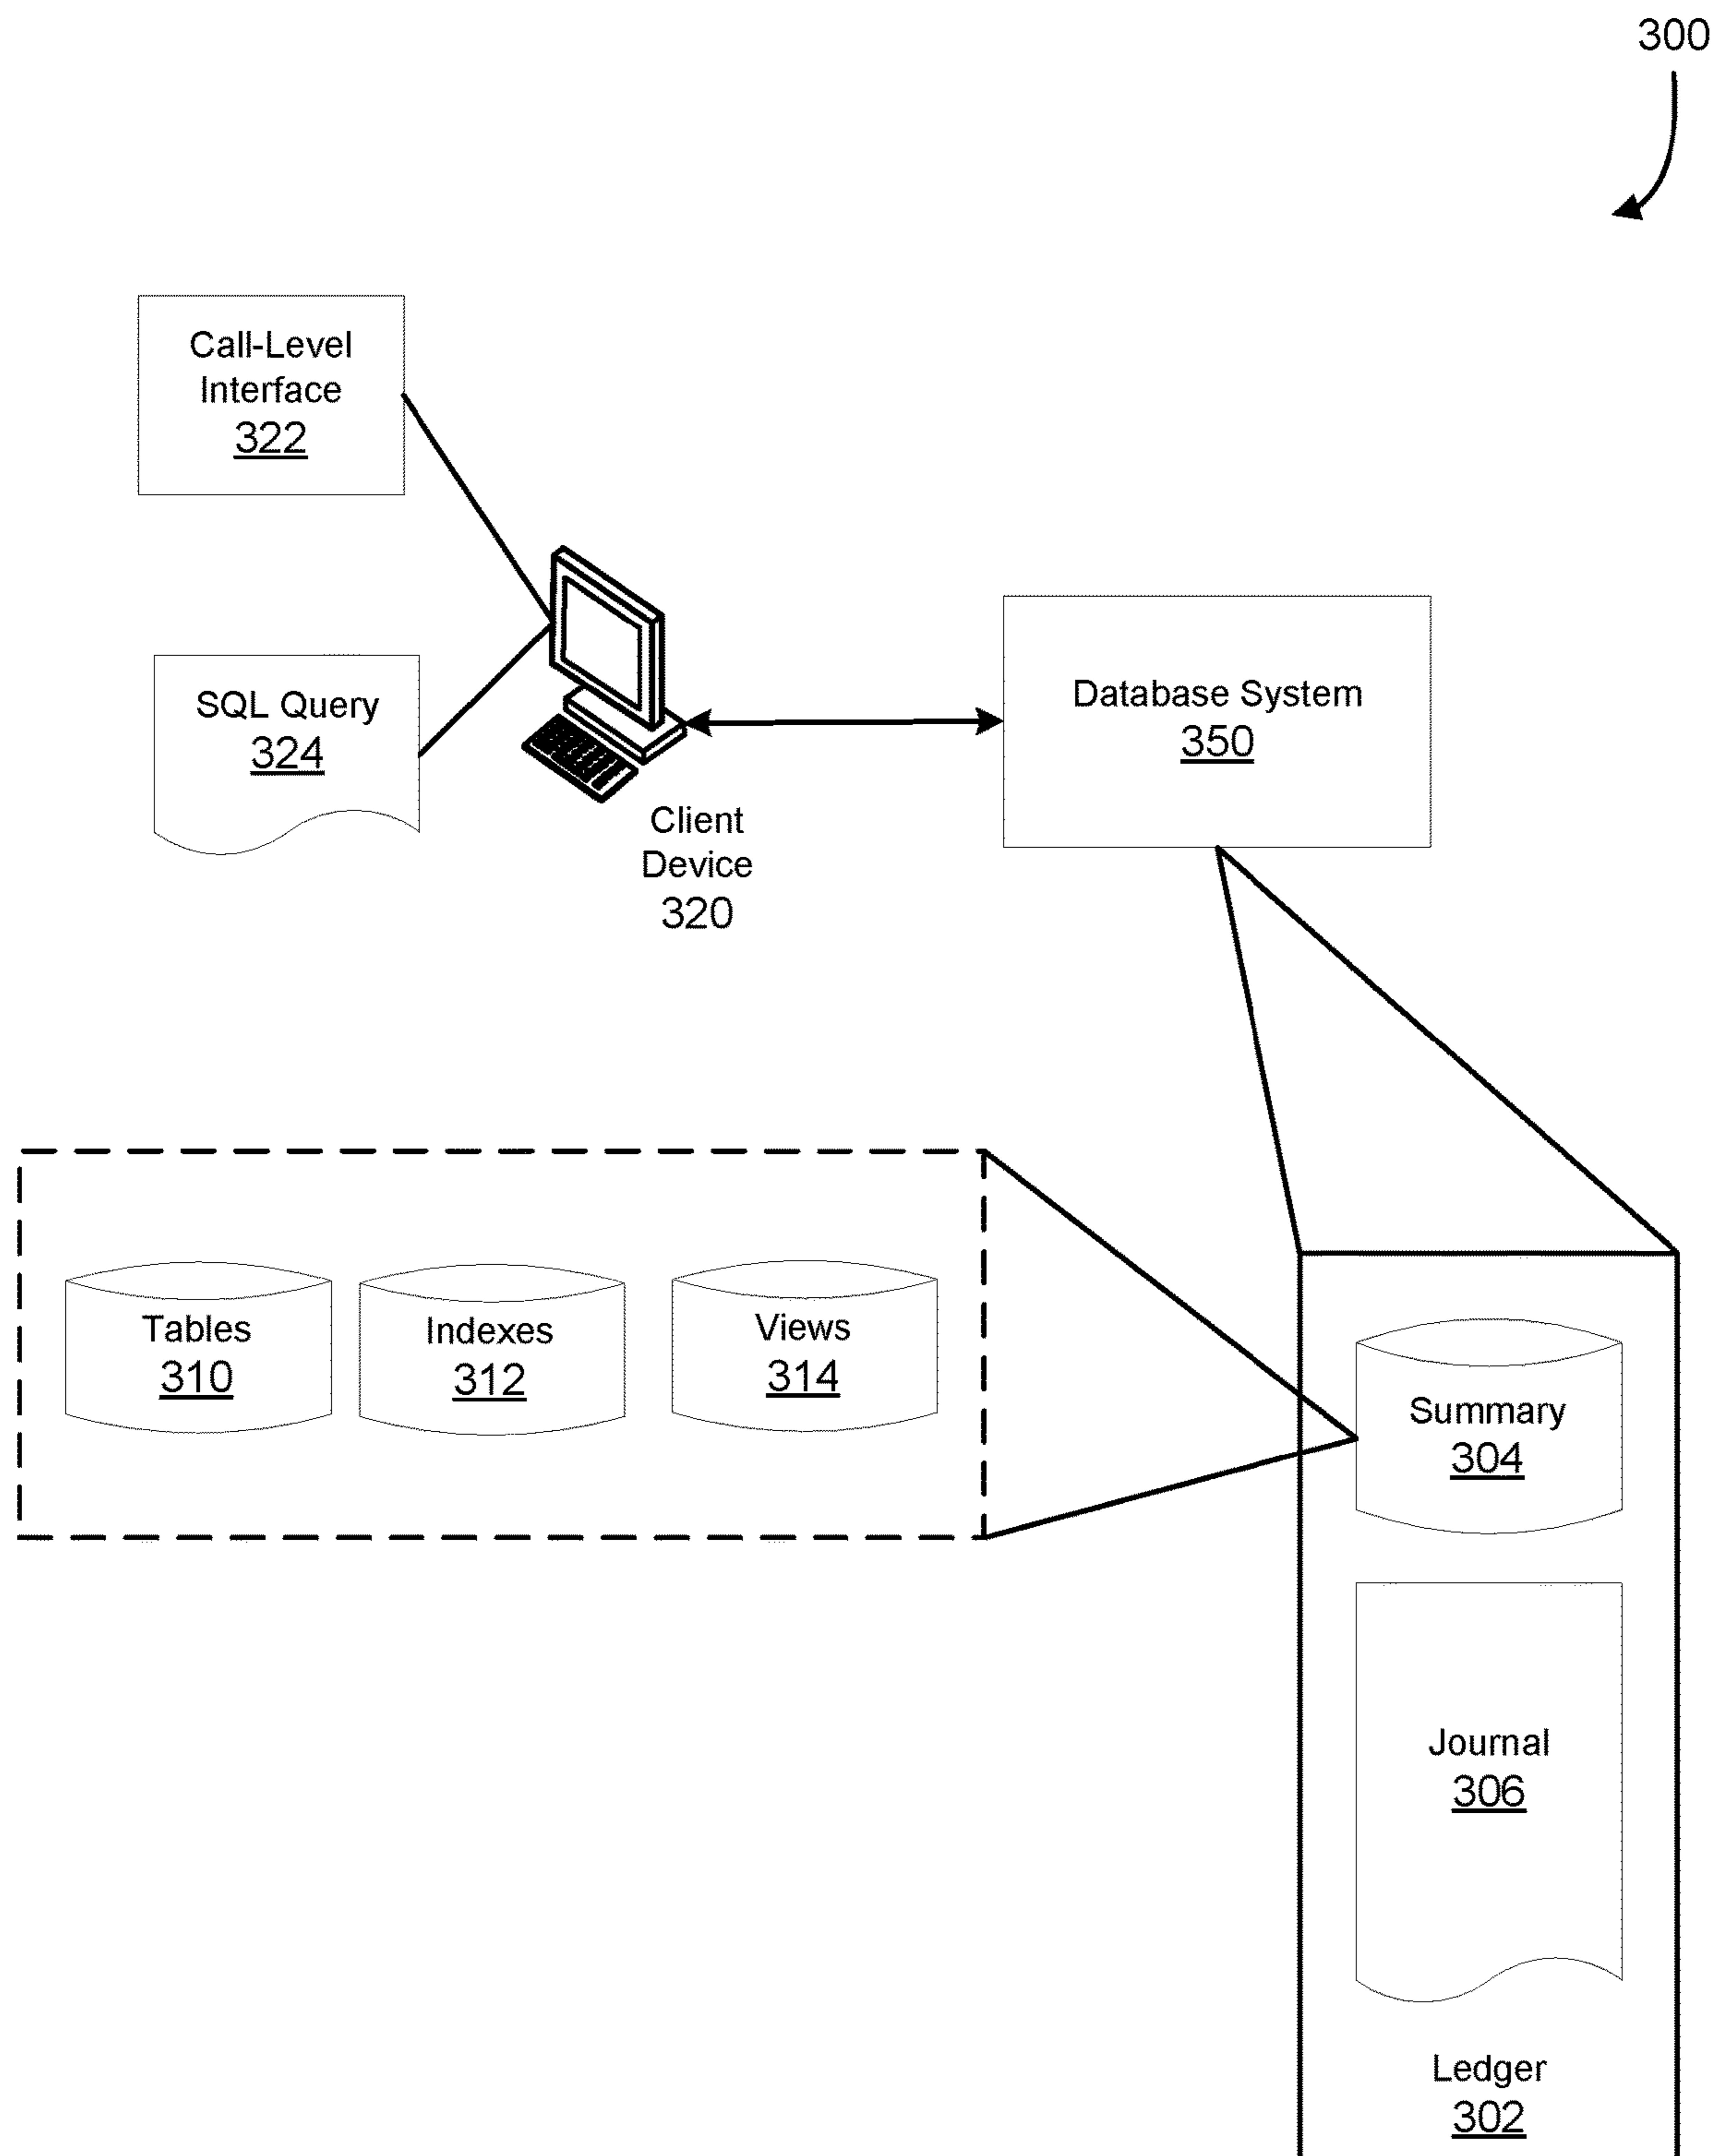 300
Call-Level
Interface
322
SQL Query
324
Client
Device
320
Database System
350
Tables
310
Indexes
312
Views
314
Summary
304
Journal
306
Ledger
302